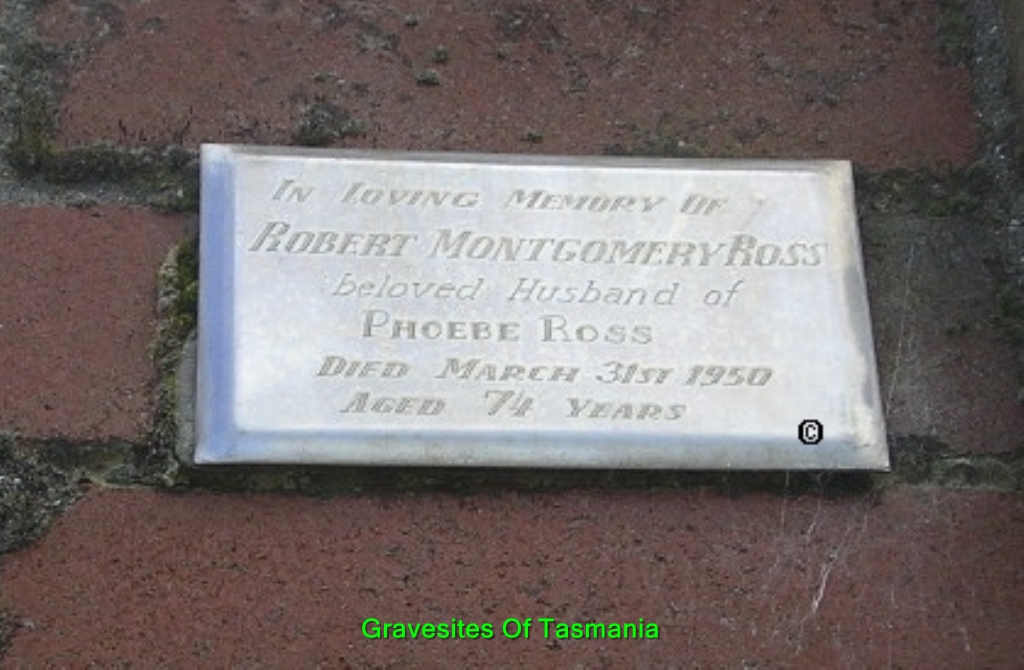 In Loving Memory Of
Robert Montgomery Ross
beloved Husband of
Phoebe Ross
Died March 31st 1950
Aged 74 Years
©
Gravesites Of Tasmania